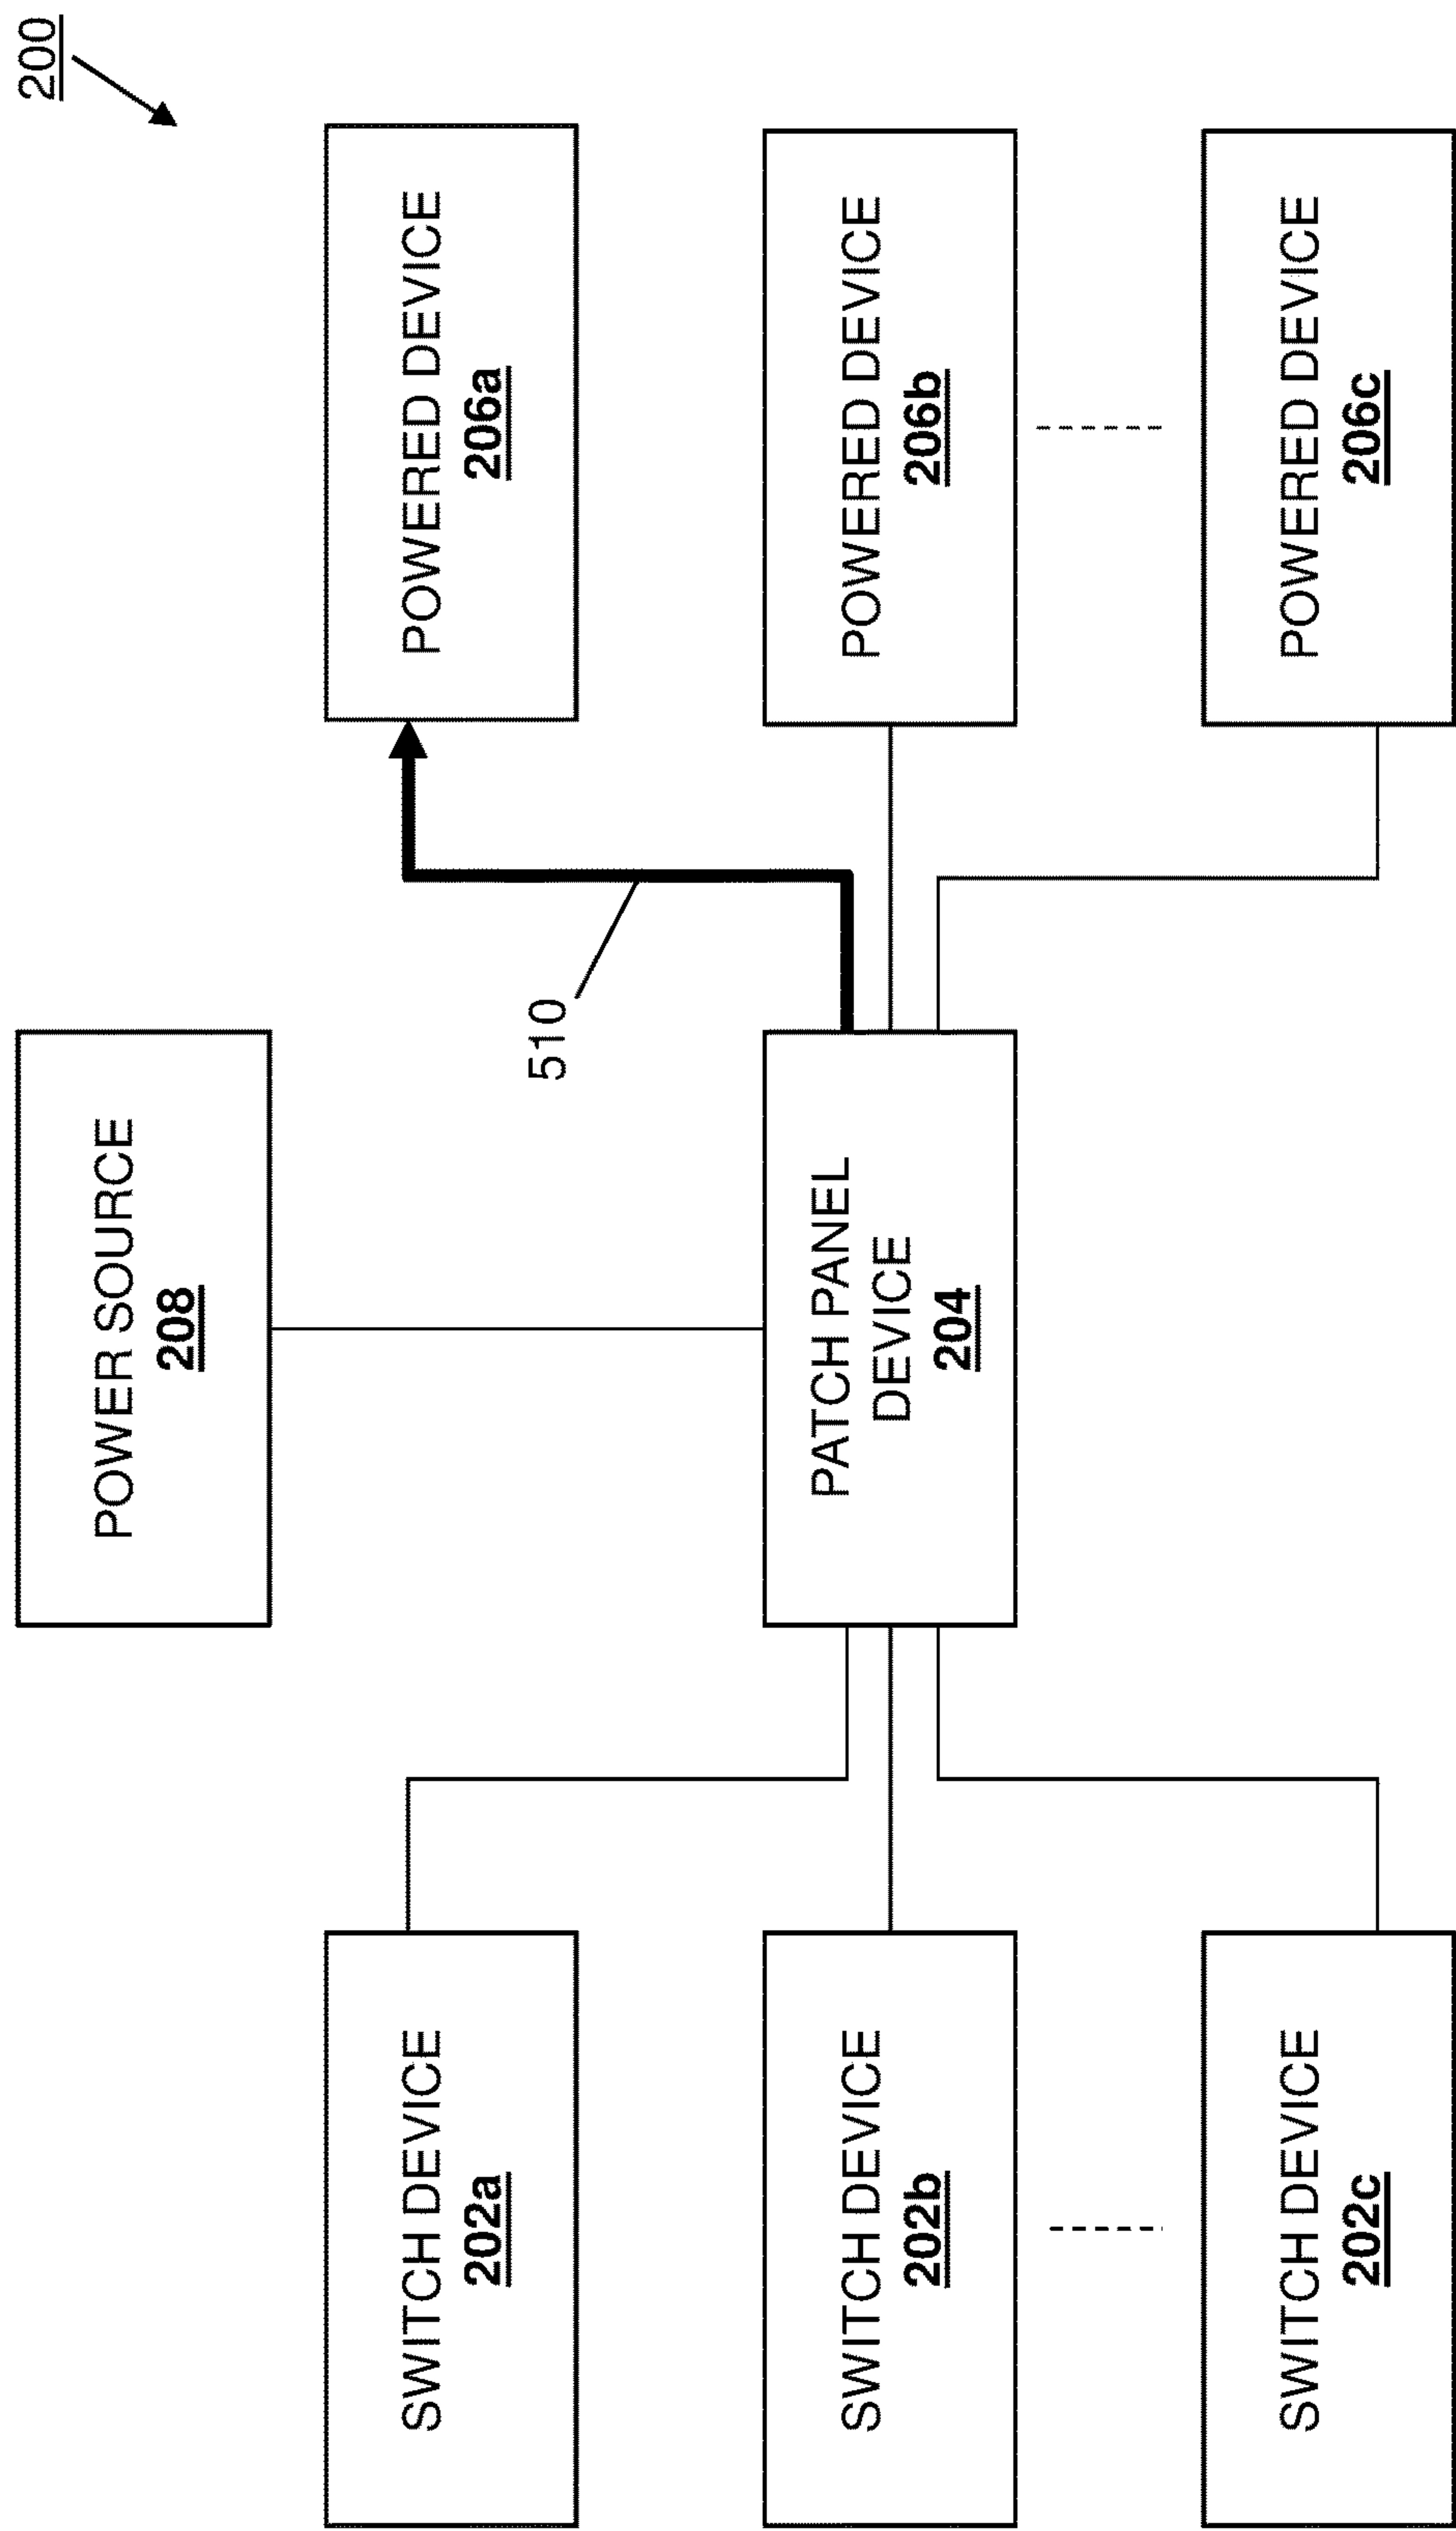 200
POWER SOURCE
208
SWITCH DEVICE
202a
POWERED DEVICE
206a
510
SWITCH DEVICE
202b
PATCH PANEL
DEVICE
204
POWERED DEVICE
206b
SWITCH DEVICE
202c
POWERED DEVICE
206c